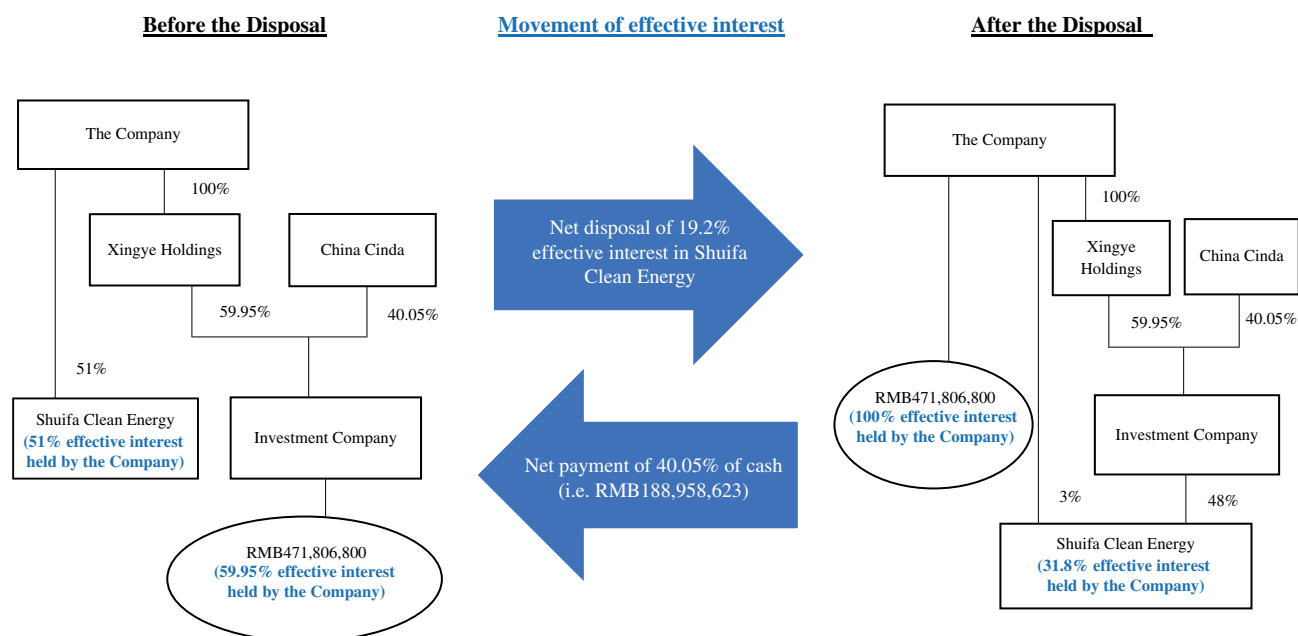 Before the Disposal
Movement of effective interest
After the Disposal
The Company
100%
Xingye Holdings
China Cinda
59.95%
40.05%
51%
Shuifa Clean Energy
(51% effective interest
held by the Company)
Investment Company
RMB471,806,800
(59.95% effective interest
held by the Company)
Net disposal of 19.2%
effective interest in Shuifa
Clean Energy
Net payment of 40.05% of cash
(i.e. RMB188,958,623)
The Company
100%
Xingye
Holdings
China Cinda
59.95%
40.05%
RMB471,806,800
(100% effective interest
held by the Company)
Investment Company
3%
48%
Shuifa Clean Energy
(31.8% effective interest
held by the Company)